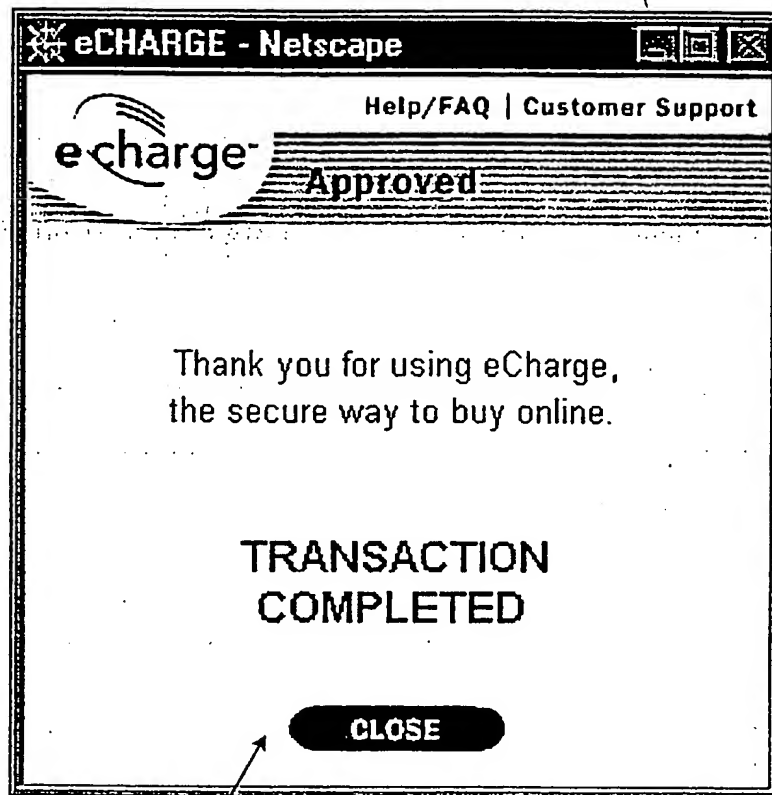 eCHARGE - Netscape
Help/FAQ | Customer Support
echarge
Approved
Thank you for using eCharge,
the secure way to buy online.
TRANSACTION
COMPLETED
CLOSE